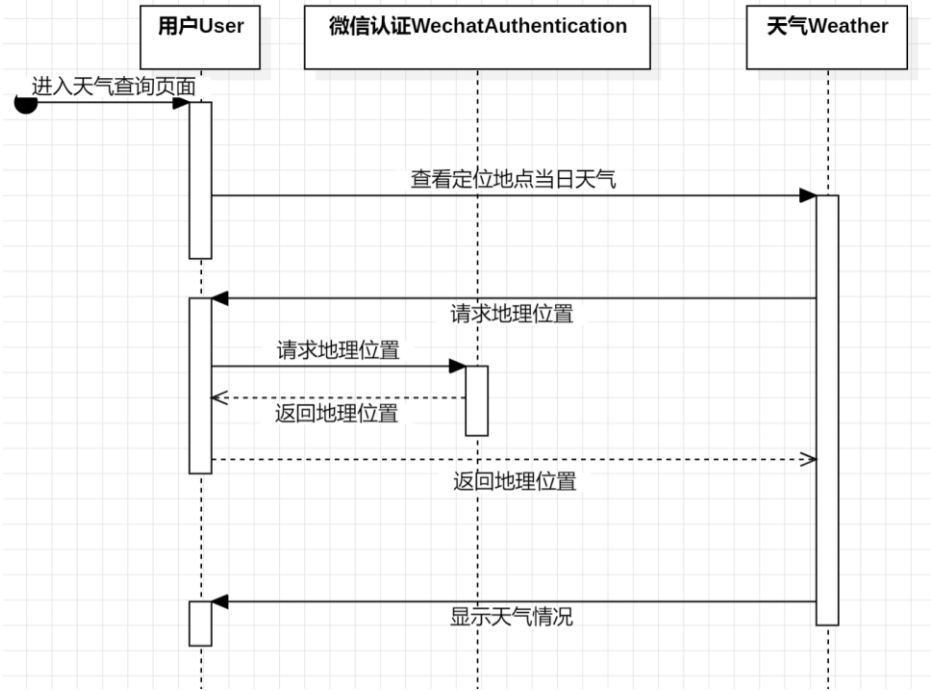 用户User
微信认证WechatAuthentication
天气Weather
进入天气查询页面
查看定位地点当日天气
请求地理位置
请求地理位置
返回地理位置
返回地理位置
显示天气情况